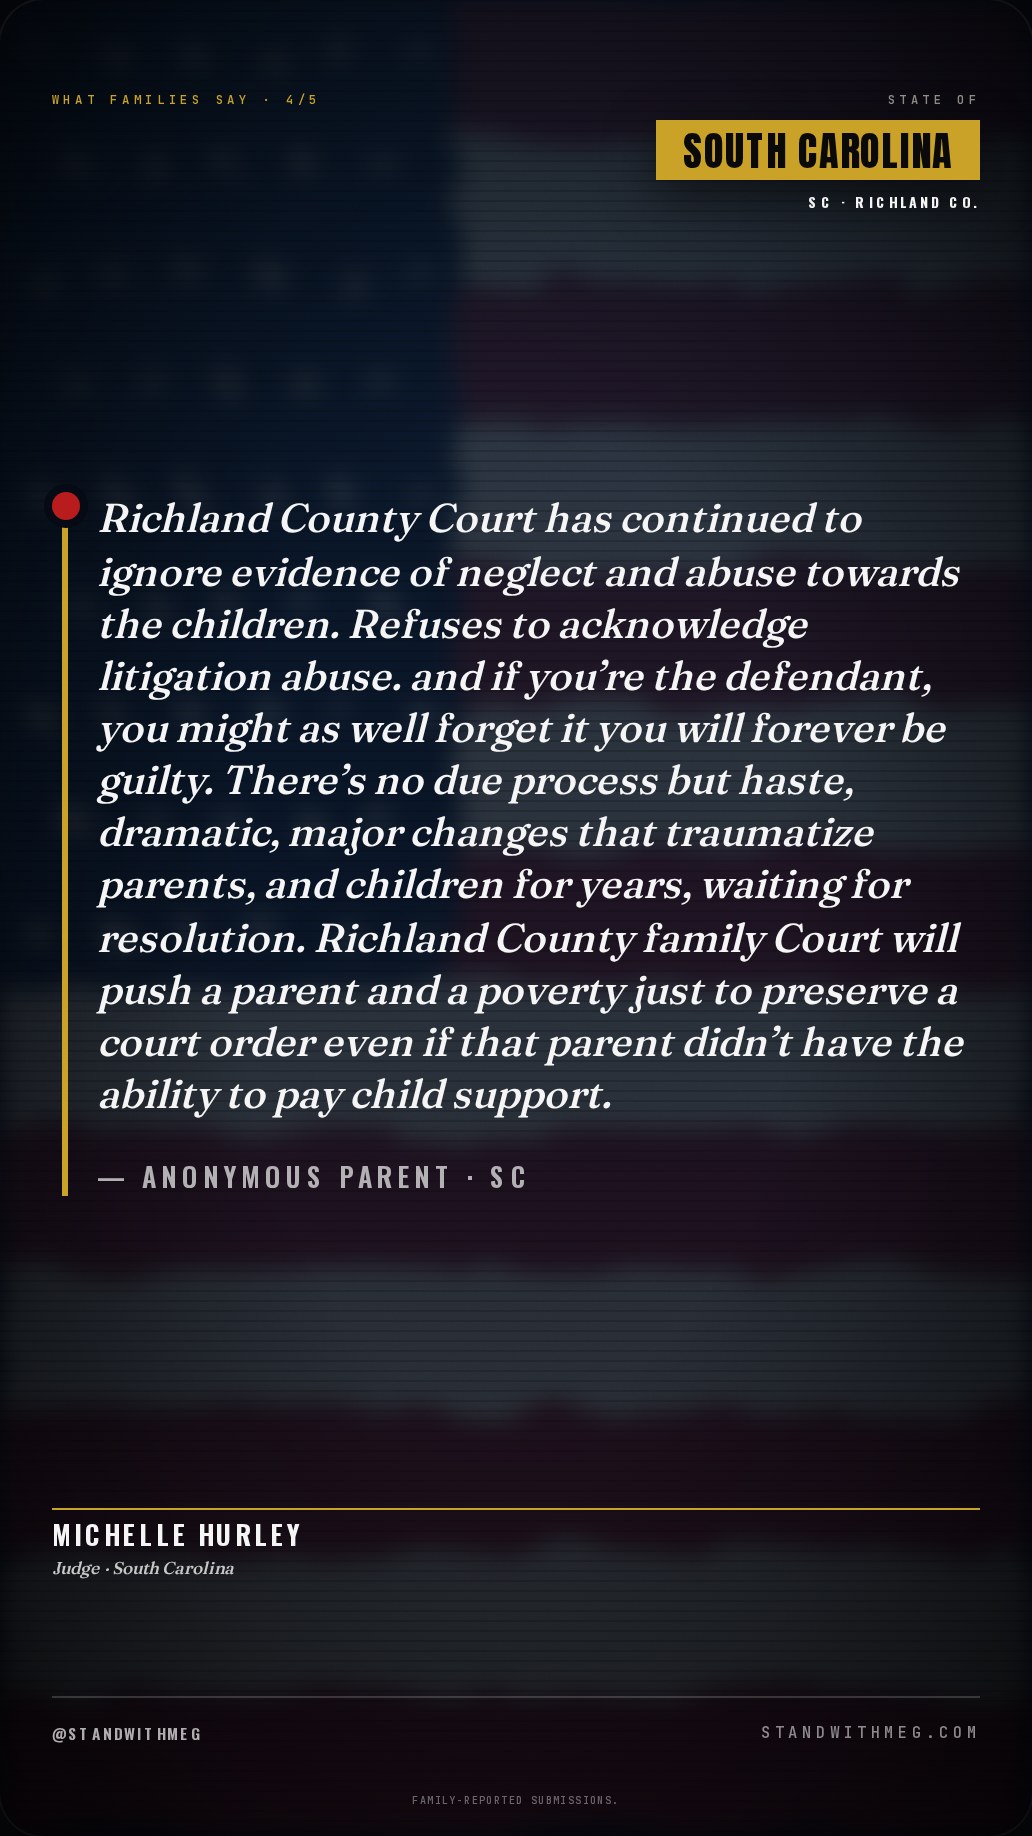 WHAT FAMILIES SAY · 4/5
STATE OF
SOUTH CAROLINA
SC · RICHLAND CO.
Richland County Court has continued to
ignore evidence of neglect and abuse towards
the children. Refuses to acknowledge
litigation abuse. and if you’re the defendant,
you might as well forget it you will forever be
guilty. There’s no due process but haste,
dramatic, major changes that traumatize
parents, and children for years, waiting for
resolution. Richland County family Court will
push a parent and a poverty just to preserve a
court order even if that parent didn’t have the
ability to pay child support.
— ANONYMOUS PARENT · SC
MICHELLE HURLEY
Judge · South Carolina
@STANDWITHMEG
STANDWITHMEG.COM
FAMILY-REPORTED SUBMISSIONS.